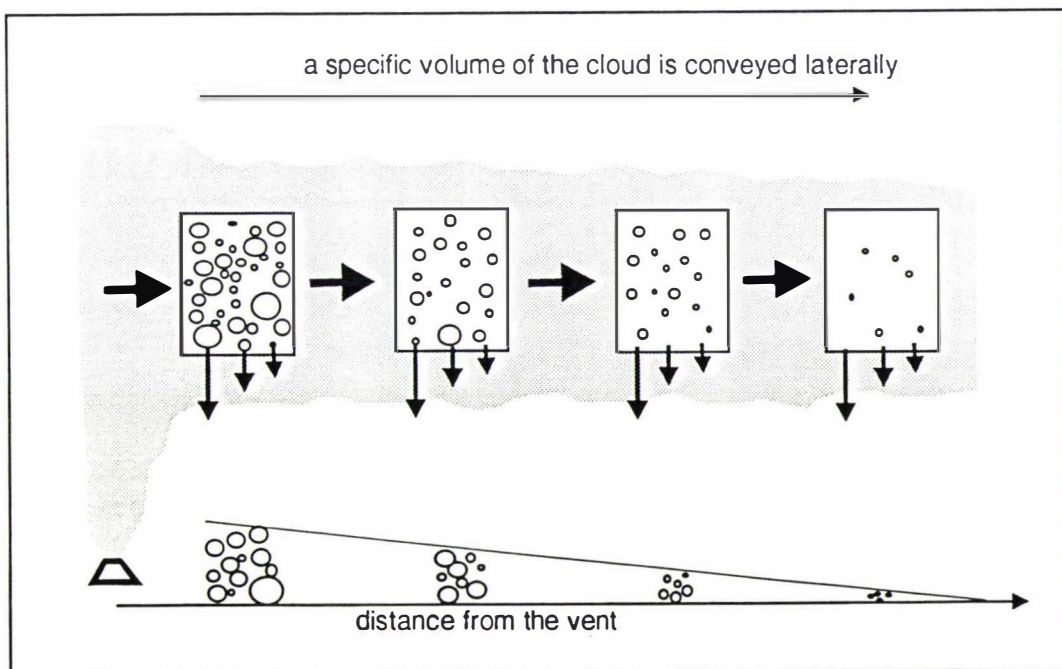 a specific volume of the cloud is conveyed laterally
distance from the vent